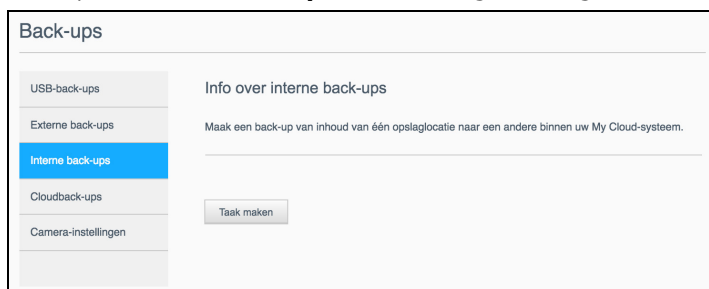 Back-ups
USB-back-ups
Externe back-ups
Interne back-ups
Cloudback-ups
Camera-instellingen
Info over interne back-ups
Maak een back-up van inhoud van één opslaglocatie naar een andere binnen uw My Cloud-systeem.
Taak maken